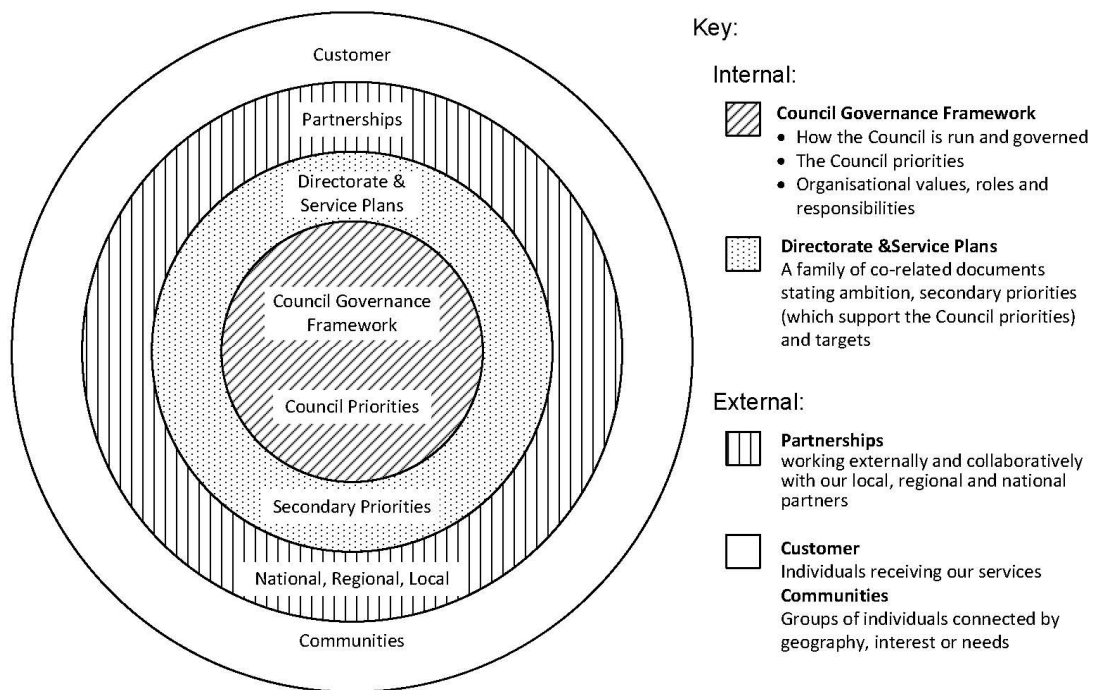 Customer
Partnerships
Directorate &
Service Plans
Council Governance
Framework
Council Priorities
Secondary Priorities
National, Regional, Local
Communities
Key:
Internal:
Council Governance Framework
• How the Council is run and governed
• The Council priorities
• Organisational values, roles and
responsibilities
Directorate &Service Plans
A family of co-related documents
stating ambition, secondary priorities
(which support the Council priorities)
and targets
External:
Partnerships
working externally and collaboratively
with our local, regional and national
partners
Customer
Individuals receiving our services
Communities
Groups of individuals connected by
geography, interest or needs